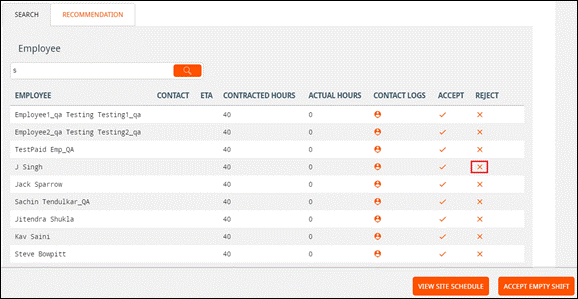 SEARCH RECOMMENDATION
Employee
s
EMPLOYEE CONTACT ETA CONTRACTED HOURS ACTUAL HOURS CONTACT LOGS ACCEPT REJECT
Employee1_qa Testing Testing1_qa 40 0
Employee2_qa Testing Testing2_qa 40 0
TestPaid Emp_QA 40 0
J Singh 40 0
Jack Sparrow 40 0
Sachin Tendulkar_QA 40 0
Jitendra Shukla 40 0
Kav Saini 40 0
Steve Bowpitt 40 0
VIEW SITE SCHEDULE ACCEPT EMPTY SHIFT